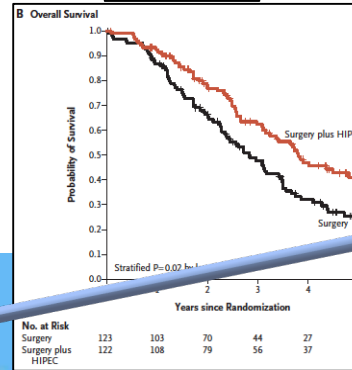 B Overall Survival
1.0
0.9
0.8
0.7
0.6
0.5
0.4
0.3
0.2
0.1
0.0
Probability of Survival
Surgery plus HIP
Surgery
Stratified P=0.02
2
3
4
Years since Randomization
No. at Risk
Surgery 123 103 70 44 27
Surgery plus HIPEC 122 108 79 56 37